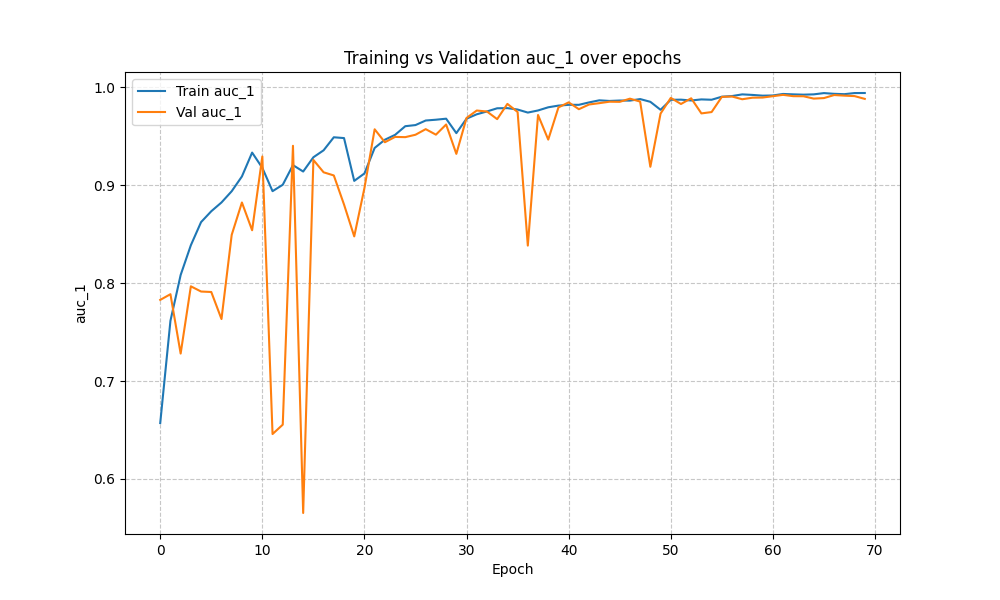 Training vs Validation auc_1 over epochs
Train auc_1
Val auc_1
1.0
0.9
0.8
0.7
0.6
auc_1
0 10 20 30 40 50 60 70
Epoch